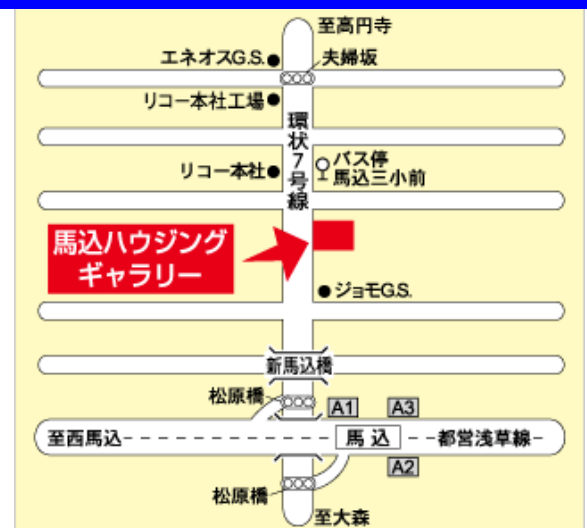 至高円寺
エネオスG.S.
夫婦坂
リコー本社工場
環状7号線
リコー本社
バス停
馬込三小前
馬込ハウジング
ギャラリー
ジョモG.S.
新馬込橋
松原橋
A1
A3
至西馬込
馬込
都営浅草線
A2
松原橋
至大森